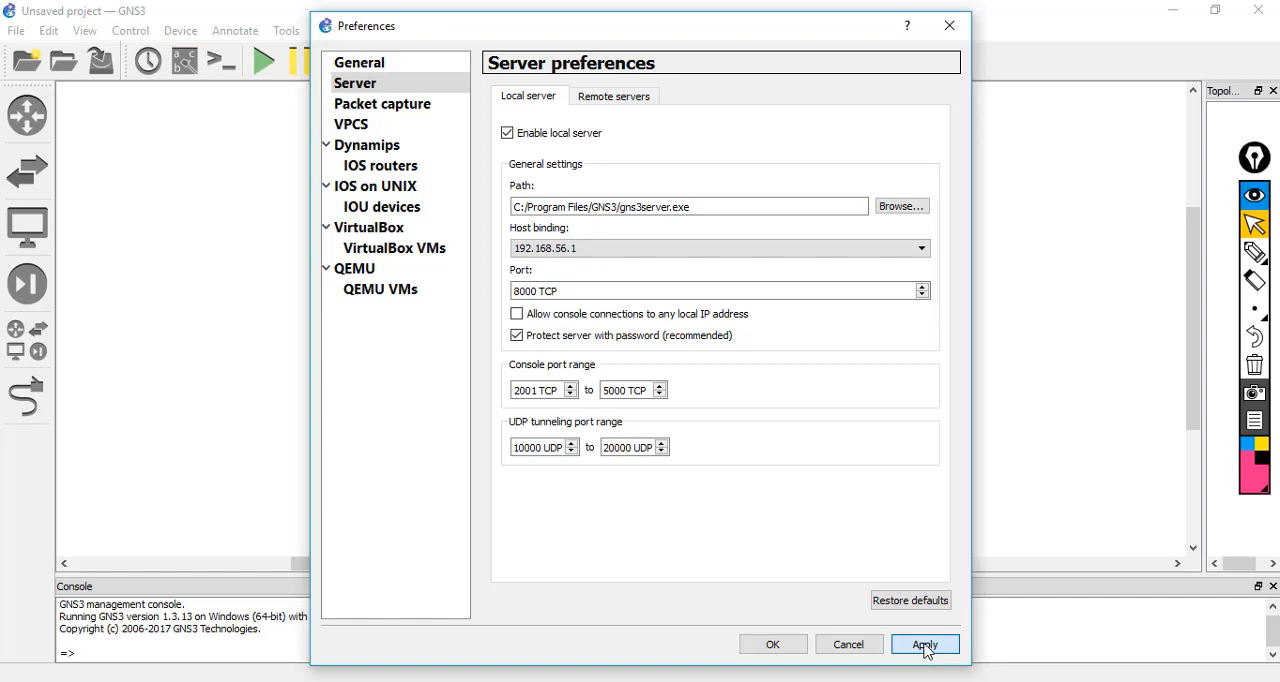 Unsaved project — GNS3
File Edit View Control Device Annotate Tools
Preferences
?
General
Server
Packet capture
VPCS
Dynamips
IOS routers
IOS on UNIX
IOU devices
VirtualBox
VirtualBox VMs
QEMU
QEMU VMs
Server preferences
Local server Remote servers
Enable local server
General settings
Path:
C:/Program Files/GNS3/gns3server.exe Browse...
Host binding:
192.168.56.1
Port:
8000 TCP
Allow console connections to any local IP address
Protect server with password (recommended)
Console port range
2001 TCP to 5000 TCP
UDP tunneling port range
10000 UDP to 20000 UDP
Restore defaults
OK Cancel Apply
Topol...
Console
GNS3 management console.
Running GNS3 version 1.3.13 on Windows (64-bit) with
Copyright (c) 2006-2017 GNS3 Technologies.
=>